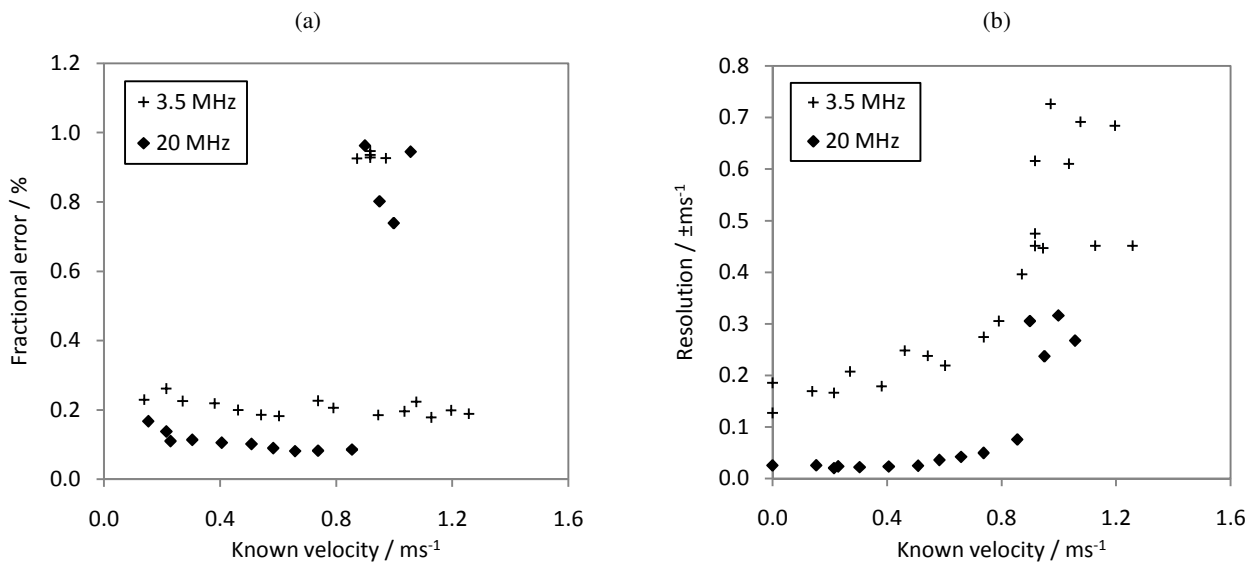 (a)
1.2
1.0
0.8
0.6
0.4
0.2
0.0
Fractional error / %
3.5 MHz
20 MHz
0.0 0.4 0.8 1.2 1.6
Known velocity / ms⁻¹
(b)
0.8
0.7
0.6
0.5
0.4
0.3
0.2
0.1
0.0
Resolution / ±ms⁻¹
3.5 MHz
20 MHz
0.0 0.4 0.8 1.2 1.6
Known velocity / ms⁻¹